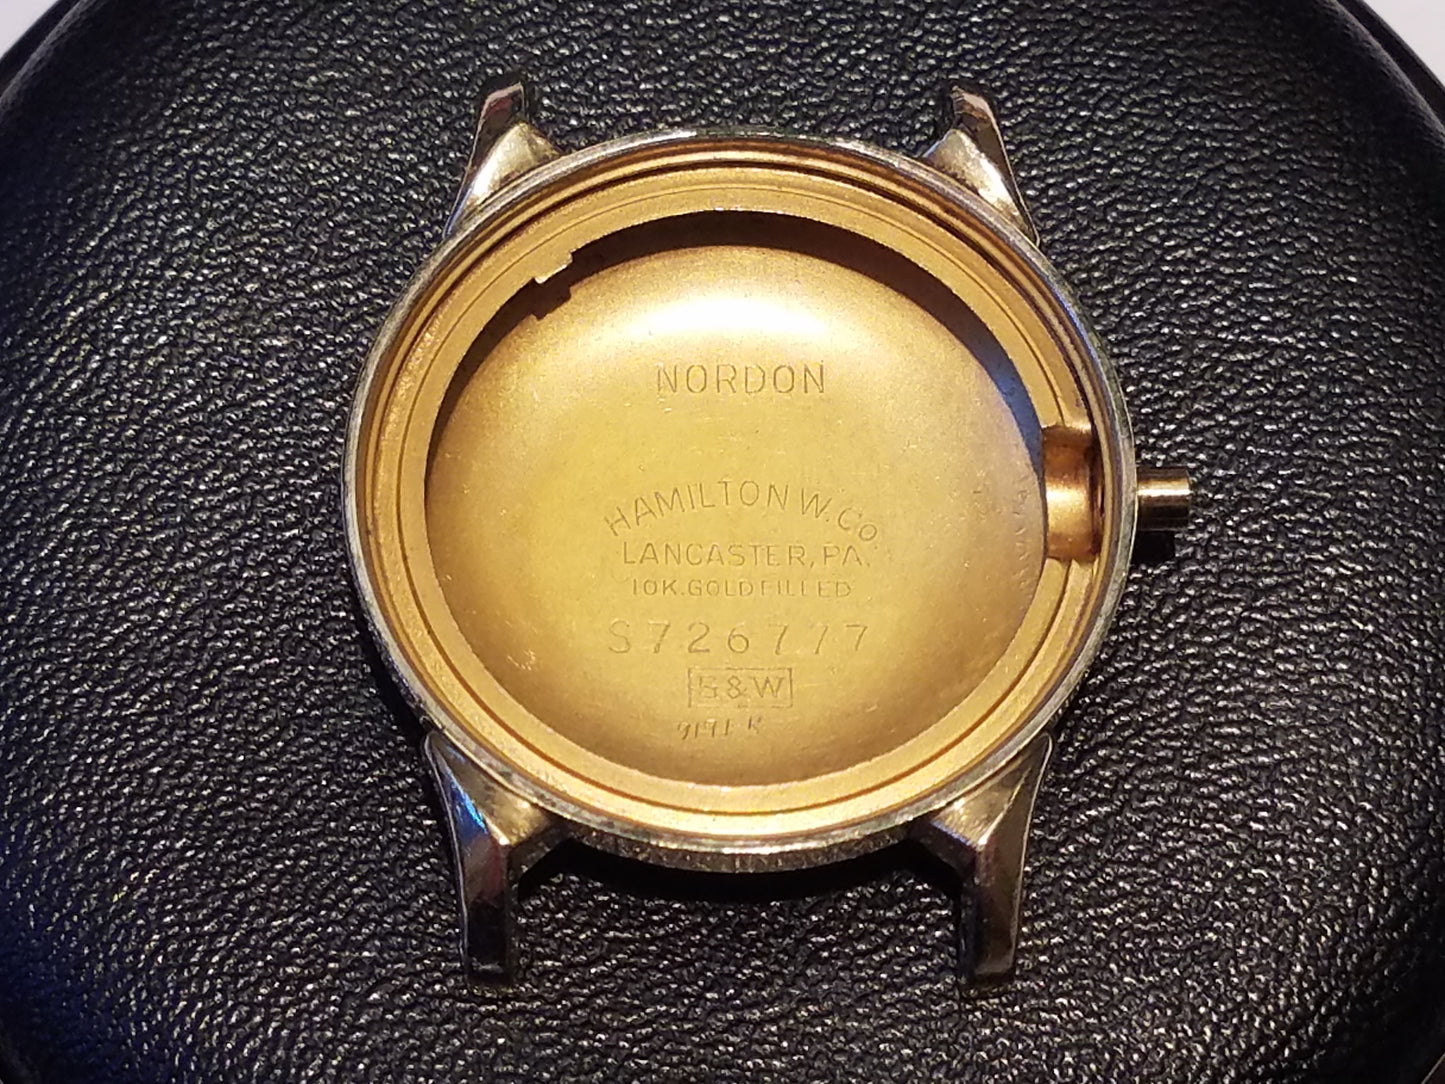 NORDON
HAMILTON W. Co.
LANCASTER, PA.
10K. GOLD FILLED
S726777
S&W